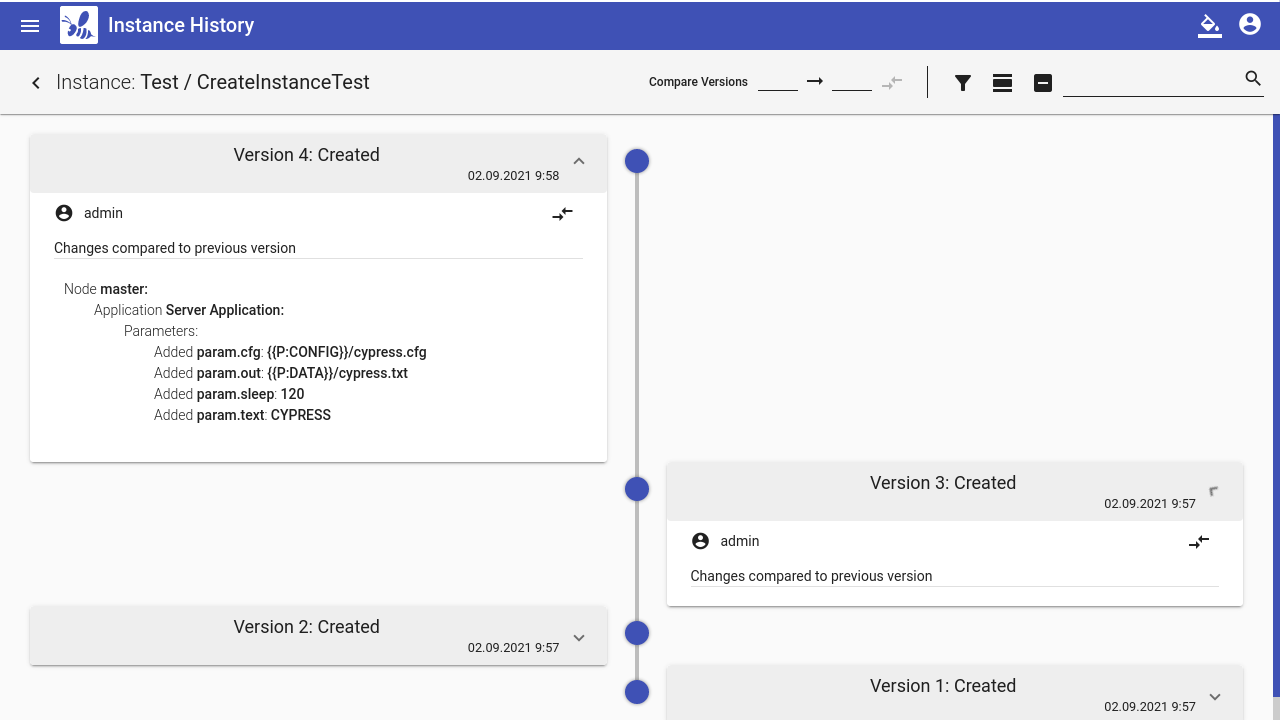 Instance History
Instance: Test / CreateInstanceTest
Compare Versions
Version 4: Created
02.09.2021 9:58
admin
Changes compared to previous version
Node master:
Application Server Application:
Parameters:
Added param.cfg: {{P:CONFIG}}/cypress.cfg
Added param.out: {{P:DATA}}/cypress.txt
Added param.sleep: 120
Added param.text: CYPRESS
Version 3: Created
02.09.2021 9:57
admin
Changes compared to previous version
Version 2: Created
02.09.2021 9:57
Version 1: Created
02.09.2021 9:57